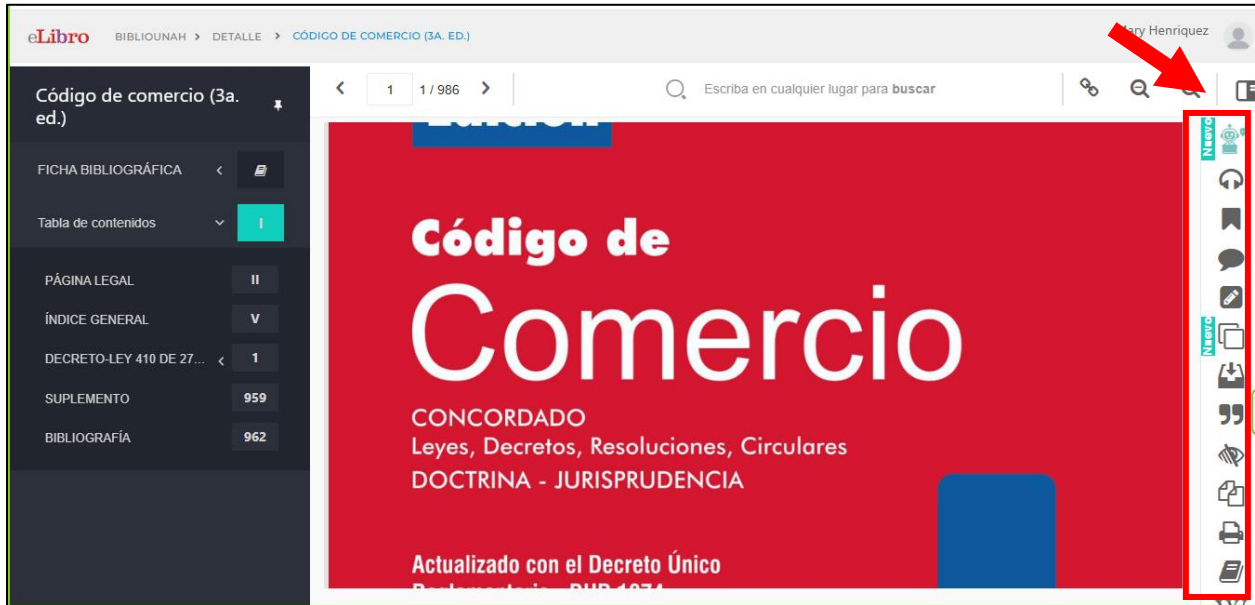 eLibro BIBLIOUNAH > DETALLE > CÓDIGO DE COMERCIO (3A. ED.)
Henriquez
Código de comercio (3a. ed.)
1 1 / 986
Escriba en cualquier lugar para buscar
FICHA BIBLIOGRÁFICA
Tabla de contenidos I
PÁGINA LEGAL II
ÍNDICE GENERAL V
DECRETO-LEY 410 DE 27... 1
SUPLEMENTO 959
BIBLIOGRAFÍA 962
Código de
Comercio
CONCORDADO
Leyes, Decretos, Resoluciones, Circulares
DOCTRINA - JURISPRUDENCIA
Actualizado con el Decreto Único
Nuevo
Nuevo